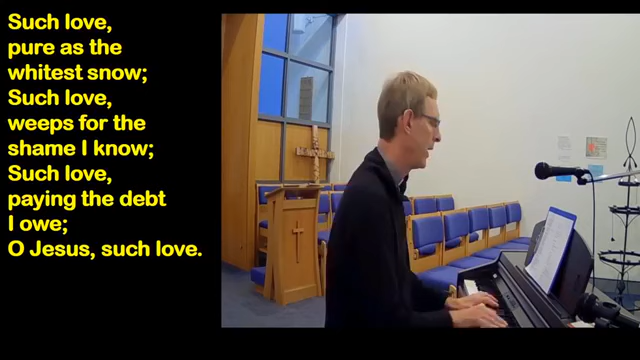 Such love,
pure as the
whitest snow;
Such love,
weeps for the
shame I know;
Such love,
paying the debt
I owe;
O Jesus, such love.